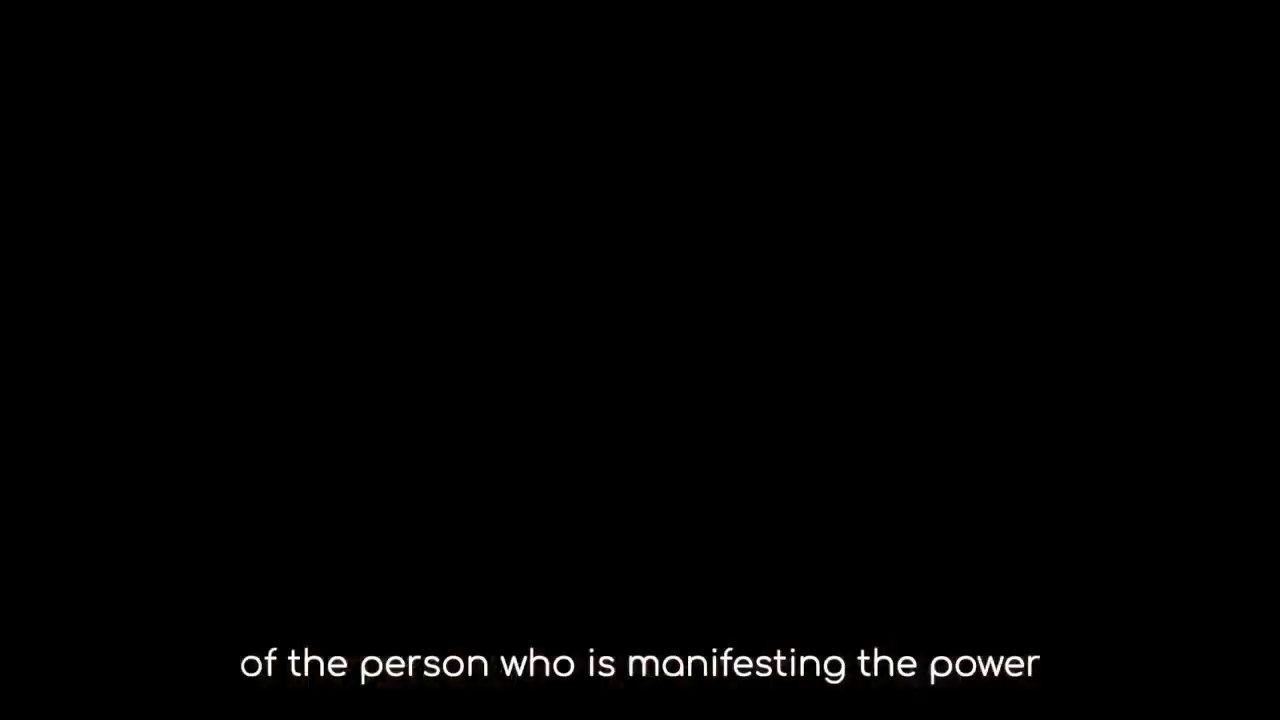 of the person who is manifesting the power